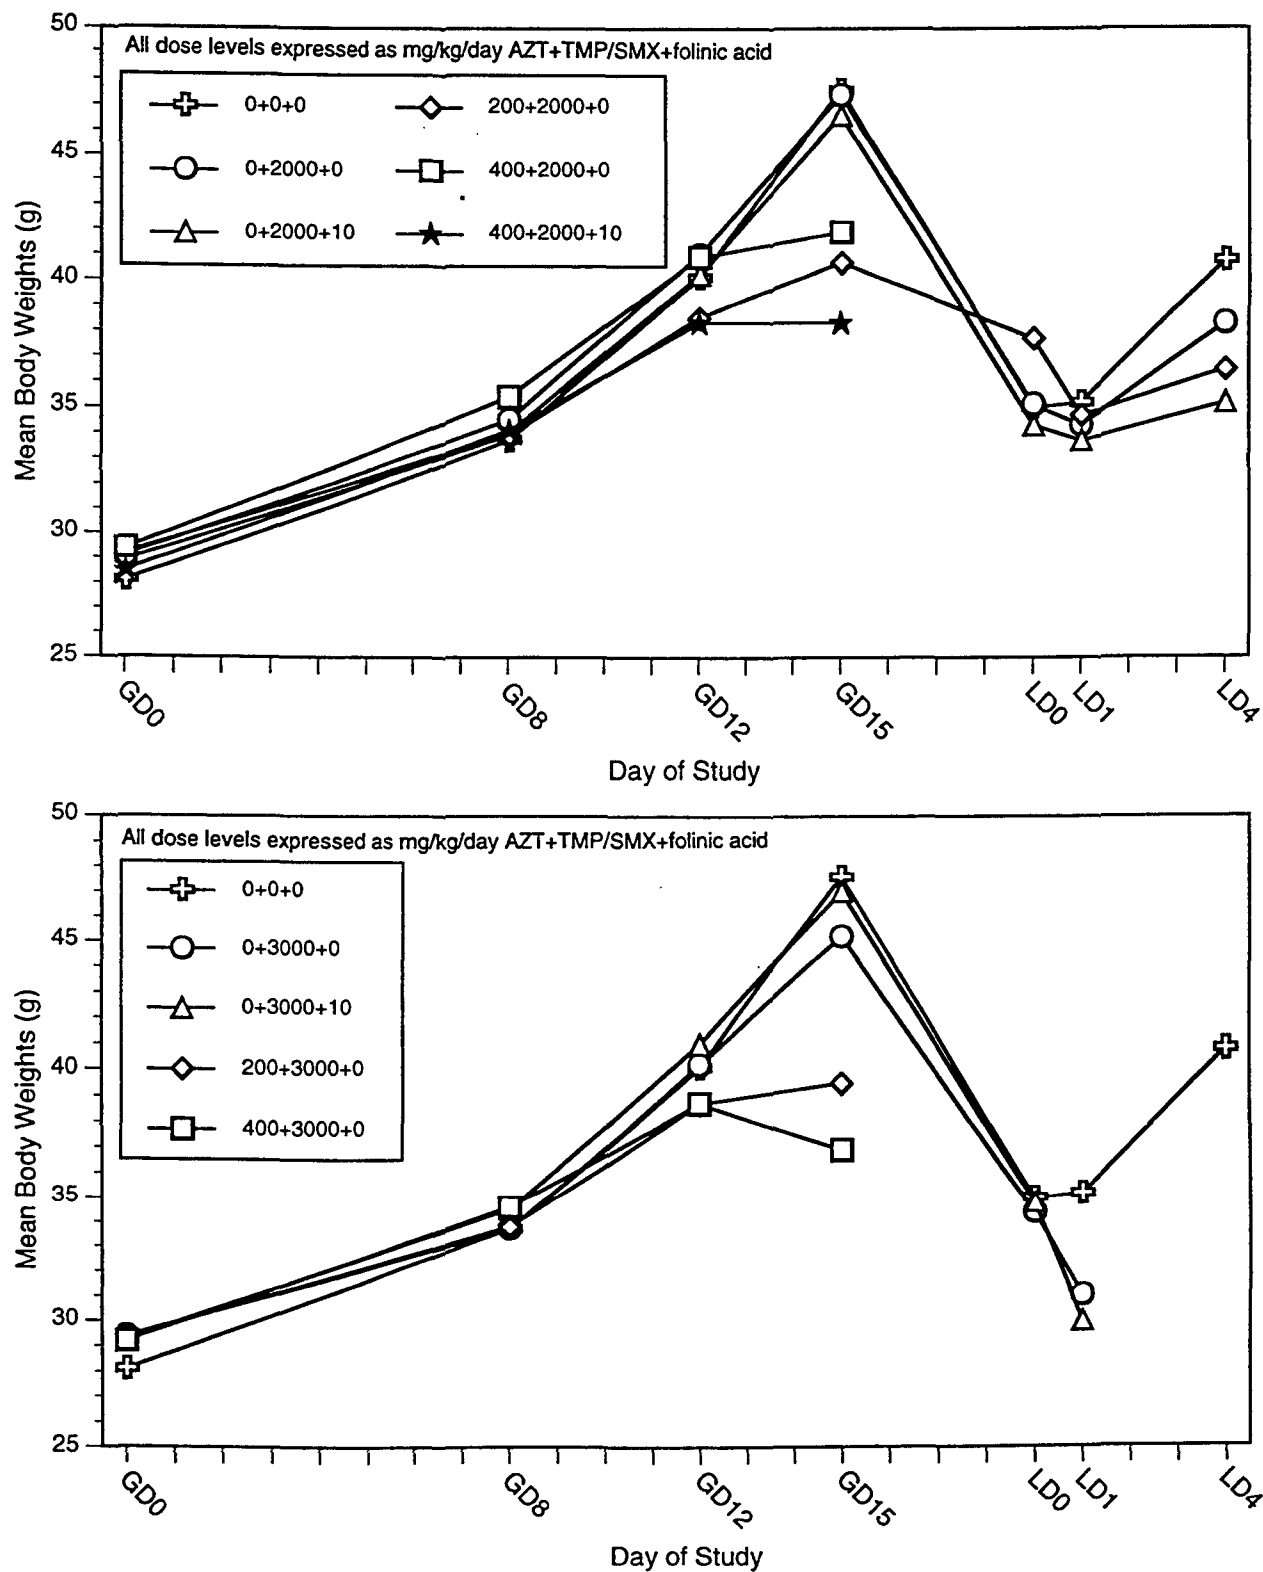 50
All dose levels expressed as mg/kg/day AZT+TMP/SMX+folinic acid
0+0+0
200+2000+0
0+2000+0
400+2000+0
0+2000+10
400+2000+10
45
40
35
30
25
Mean Body Weights (g)
GD0
GD8
GD12
GD15
LD0
LD1
LD4
Day of Study
50
All dose levels expressed as mg/kg/day AZT+TMP/SMX+folinic acid
0+0+0
0+3000+0
0+3000+10
200+3000+0
400+3000+0
45
40
35
30
25
Mean Body Weights (g)
GD0
GD8
GD12
GD15
LD0
LD1
LD4
Day of Study